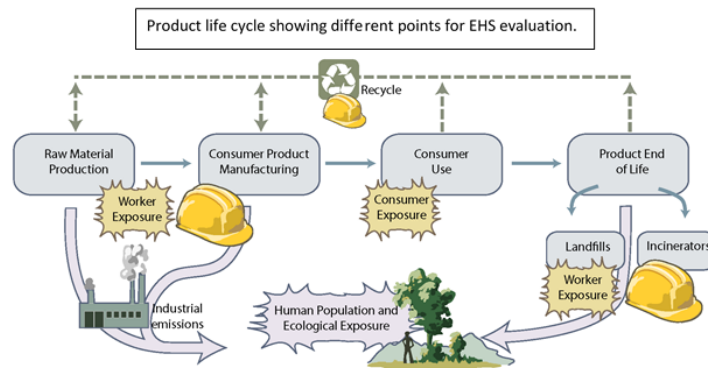 Product life cycle showing different points for EHS evaluation.
Recycle
Raw Material
Production
Consumer Product
Manufacturing
Consumer
Use
Product End
of Life
Worker
Exposure
Consumer
Exposure
Landfills
Incinerators
Worker
Exposure
Industrial
emissions
Human Population and
Ecological Exposure